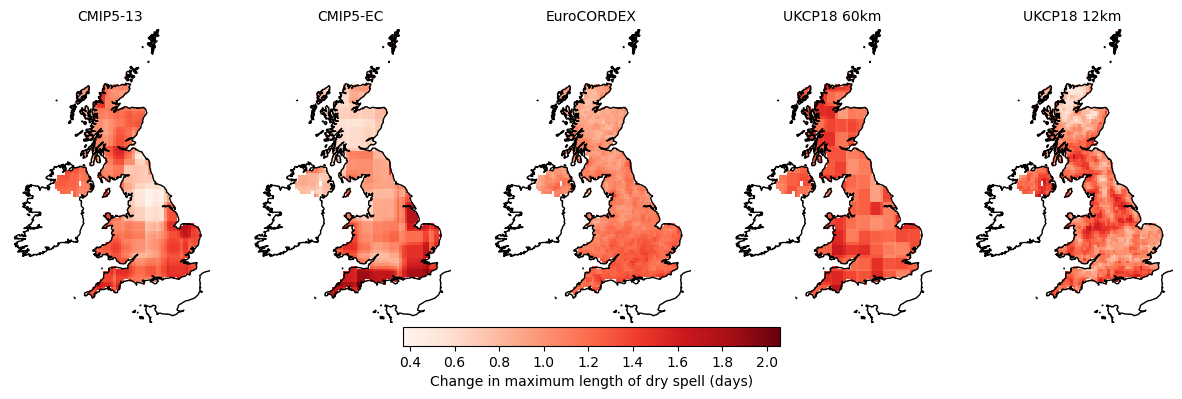 CMIP5-13 CMIP5-EC EuroCORDEX UKCP18 60km UKCP18 12km
0.4 0.6 0.8 1.0 1.2 1.4 1.6 1.8 2.0
Change in maximum length of dry spell (days)